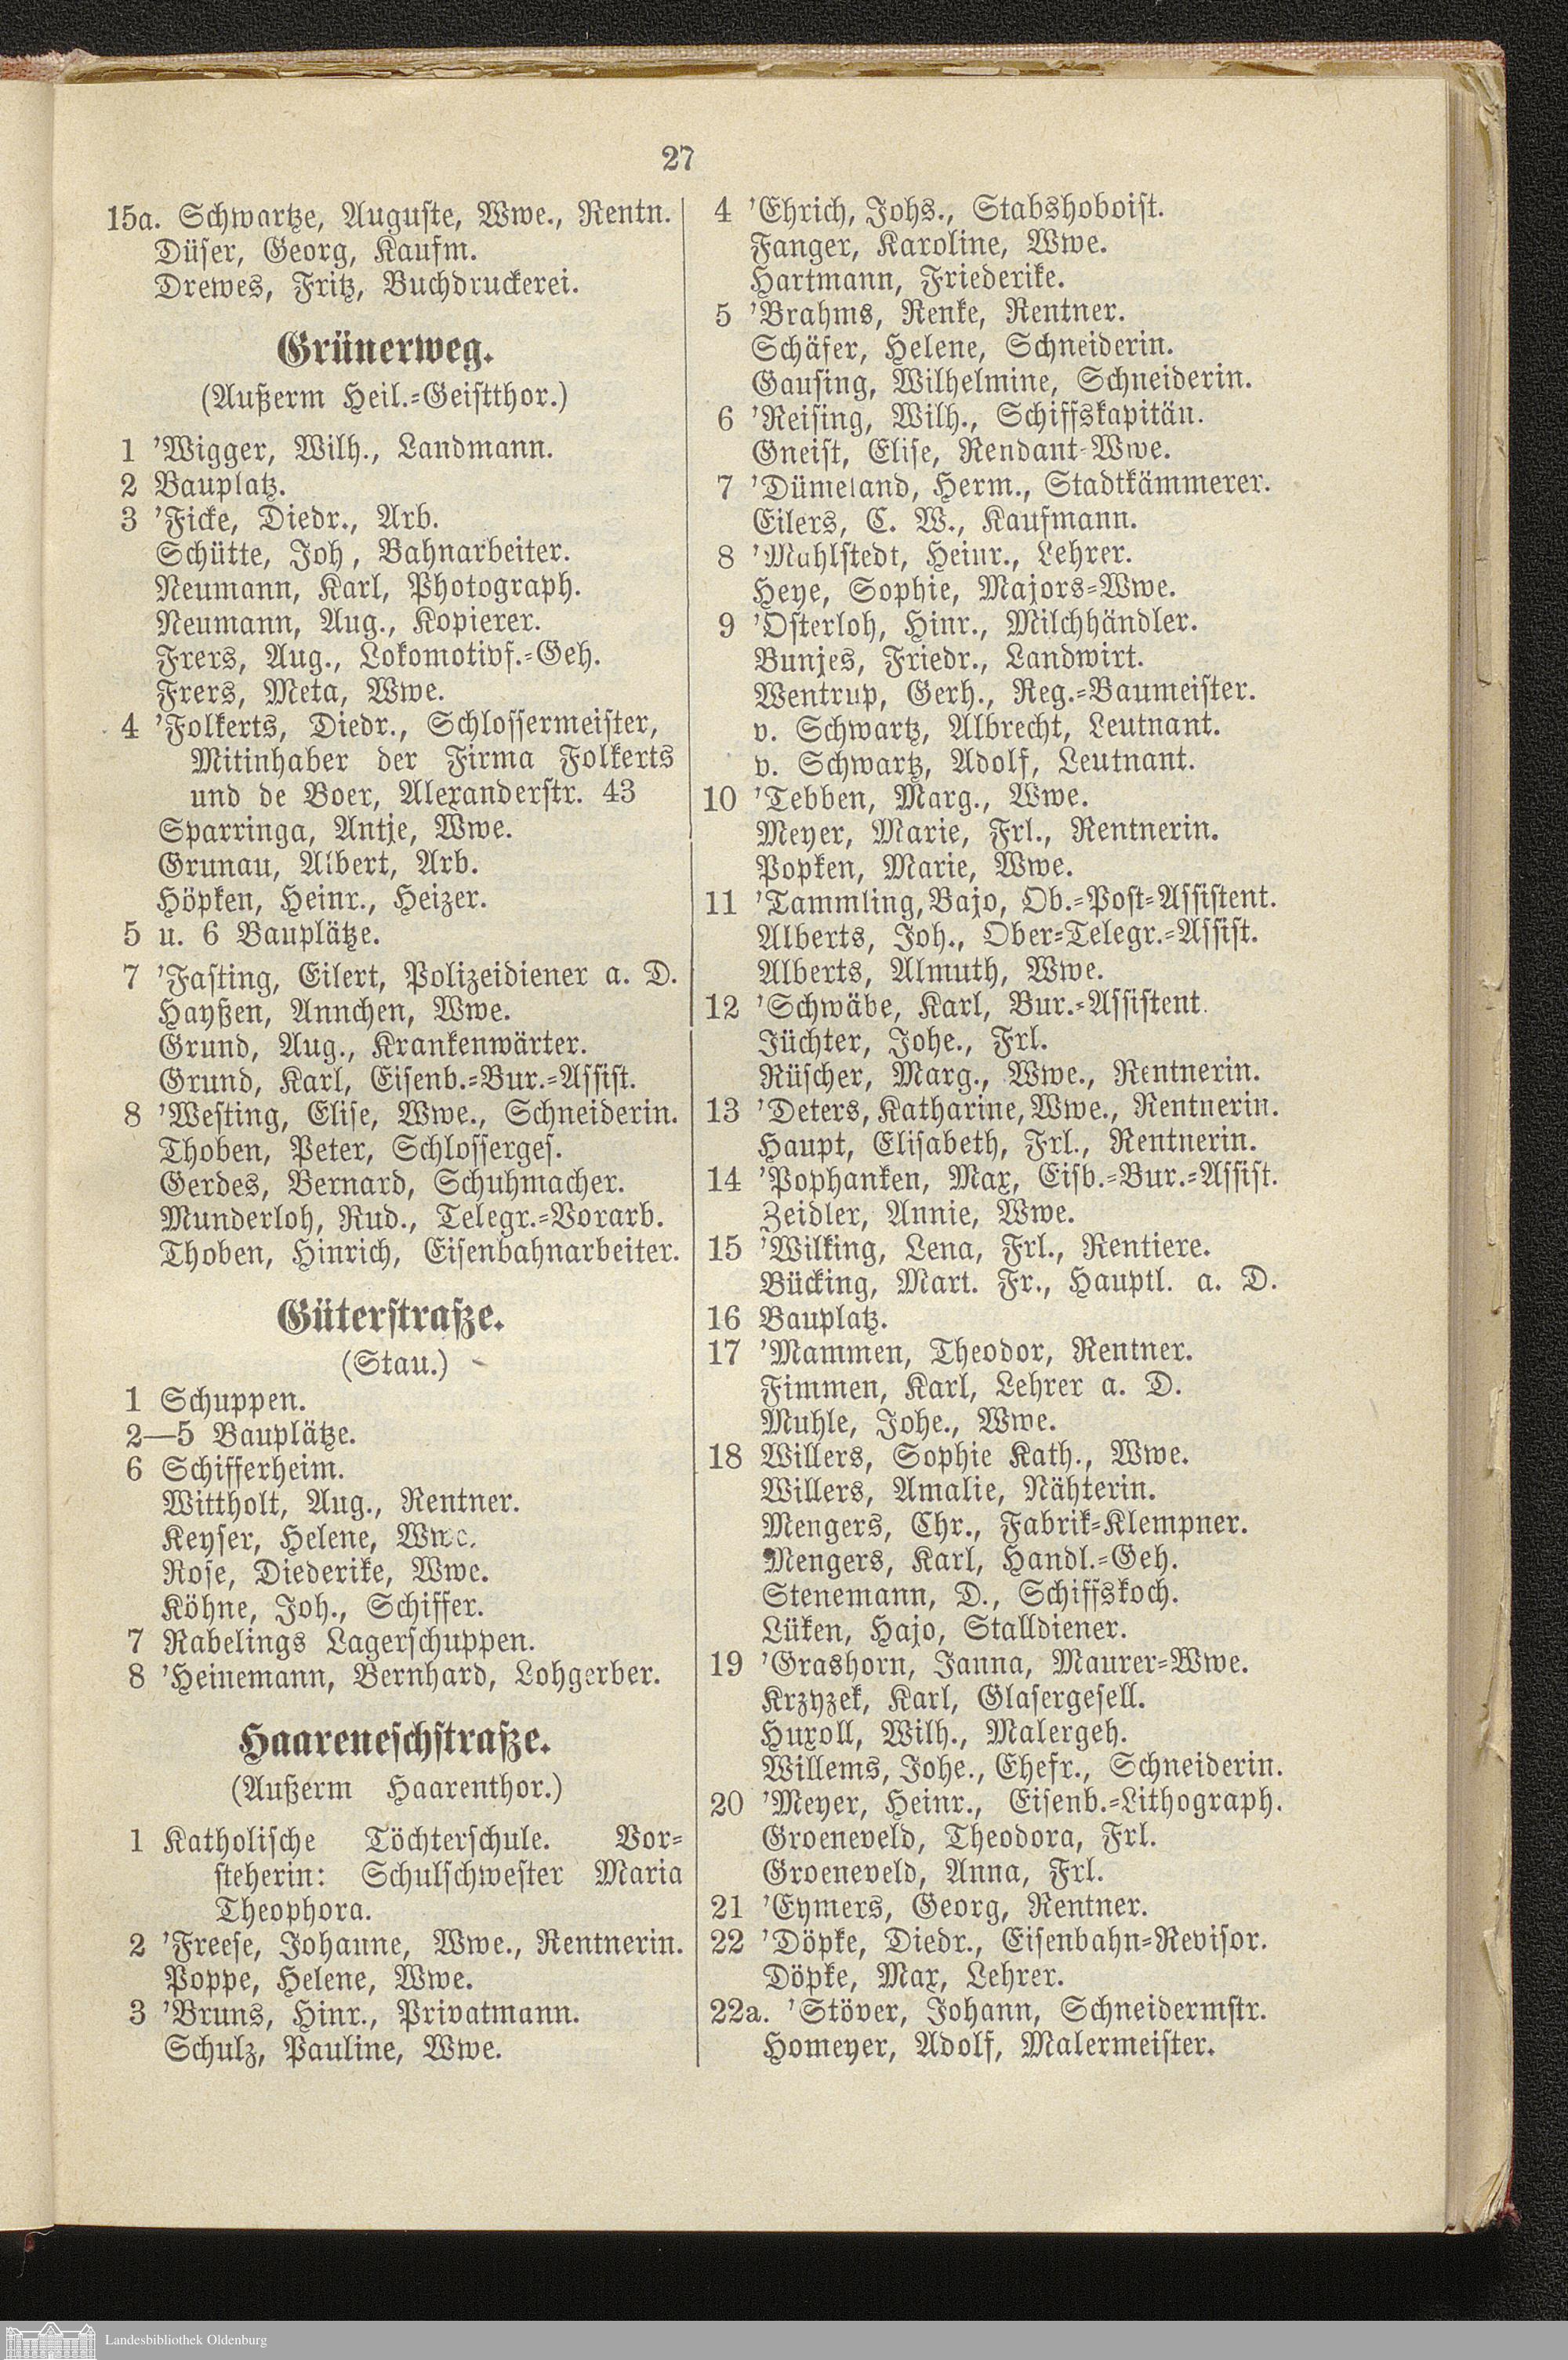 27
15a. Schwartze, Auguste, Wwe., Rentn.
Düser, Georg, Kaufm.
Drewes, Fritz, Buchdruckerei.
Grünerweg.
(Außerm Heil.-Geistthor.)
1 'Wigger, Wilh., Landmann.
2 Bauplatz.
3 'Ficke, Diedr., Arb.
Schütte, Joh, Bahnarbeiter.
Neumann, Karl, Photograph.
Neumann, Aug., Kopierer.
Frers, Aug., Lokomotivf.-Geh.
Frers, Meta, Wwe.
4 'Folkerts, Diedr., Schlossermeister,
Mitinhaber der Firma Folkerts
und de Boer, Alexanderstr. 43
Sparringa, Antje, Wwe.
Grunau, Albert, Arb.
Höpken, Heinr., Heizer.
5 u. 6 Bauplätze.
7 'Fasting, Eilert, Polizeidiener a. D.
Hayßen, Annchen, Wwe.
Grund, Aug., Krankenwärter.
Grund, Karl, Eisenb.-Bur.-Assist.
8 'Westing, Elise, Wwe., Schneiderin.
Thoben, Peter, Schlosserges.
Gerdes, Bernard, Schuhmacher.
Munderloh, Rud., Telegr.-Vorarb.
Thoben, Hinrich, Eisenbahnarbeiter.
Güterstraße.
(Stau.)
1 Schuppen.
2—5 Bauplätze.
6 Schifferheim.
Wittholt, Aug., Rentner.
Keyser, Helene, Wwe.
Rose, Diederike, Wwe.
Köhne, Joh., Schiffer.
7 Rabelings Lagerschuppen.
8 'Heinemann, Bernhard, Lohgerber.
Haareneschstraße.
(Außerm Haarenthor.)
1 Katholische Töchterschule. Vor-
steherin: Schulschwester Maria
Theophora.
2 'Freese, Johanne, Wwe., Rentnerin.
Poppe, Helene, Wwe.
3 'Bruns, Hinr., Privatmann.
Schulz, Pauline, Wwe.
4 'Ehrich, Johs., Stabshoboist.
Fanger, Karoline, Wwe.
Hartmann, Friederike.
5 'Brahms, Renke, Rentner.
Schäfer, Helene, Schneiderin.
Gausing, Wilhelmine, Schneiderin.
6 'Reising, Wilh., Schiffskapitän.
Gneist, Elise, Rendant-Wwe.
7 'Dümeland, Herm., Stadtkämmerer.
Eilers, C. W., Kaufmann.
8 'Muhlstedt, Heinr., Lehrer.
Heye, Sophie, Majors-Wwe.
9 'Osterloh, Hinr., Milchhändler.
Bunjes, Friedr., Landwirt.
Wentrup, Gerh., Reg.-Baumeister.
v. Schwartz, Albrecht, Leutnant.
v. Schwartz, Adolf, Leutnant.
10 'Tebben, Marg., Wwe.
Meyer, Marie, Frl., Rentnerin.
Popken, Marie, Wwe.
11 'Tammling, Bajo, Ob.-Post-Assistent.
Alberts, Joh., Ober-Telegr.-Assist.
Alberts, Almuth, Wwe.
12 'Schwäbe, Karl, Bur.-Assistent.
Jüchter, Johe., Frl.
Rüscher, Marg., Wwe., Rentnerin.
13 'Deters, Katharine, Wwe., Rentnerin.
Haupt, Elisabeth, Frl., Rentnerin.
14 'Pophanken, Max, Eisb.-Bur.-Assist.
Zeidler, Annie, Wwe.
15 'Wilking, Lena, Frl., Rentiere.
Bücking, Mart. Fr., Hauptl. a. D.
16 Bauplatz.
17 'Mammen, Theodor, Rentner.
Fimmen, Karl, Lehrer a. D.
Muhle, Johe., Wwe.
18 Willers, Sophie Kath., Wwe.
Willers, Amalie, Nähterin.
Mengers, Chr., Fabrik-Klempner.
Mengers, Karl, Handl.-Geh.
Stenemann, D., Schiffskoch.
Lüken, Hajo, Stalldiener.
19 'Grashorn, Janna, Maurer-Wwe.
Krzyzek, Karl, Glasergesell.
Huxoll, Wilh., Malergeh.
Willems, Johe., Ehefr., Schneiderin.
20 'Meyer, Heinr., Eisenb.-Lithograph.
Groeneveld, Theodora, Frl.
Groeneveld, Anna, Frl.
21 'Eymers, Georg, Rentner.
22 'Döpke, Diedr., Eisenbahn-Revisor.
Döpke, Max, Lehrer.
22a. 'Stöver, Johann, Schneidermstr.
Homeyer, Adolf, Malermeister.
Landesbibliothek Oldenburg